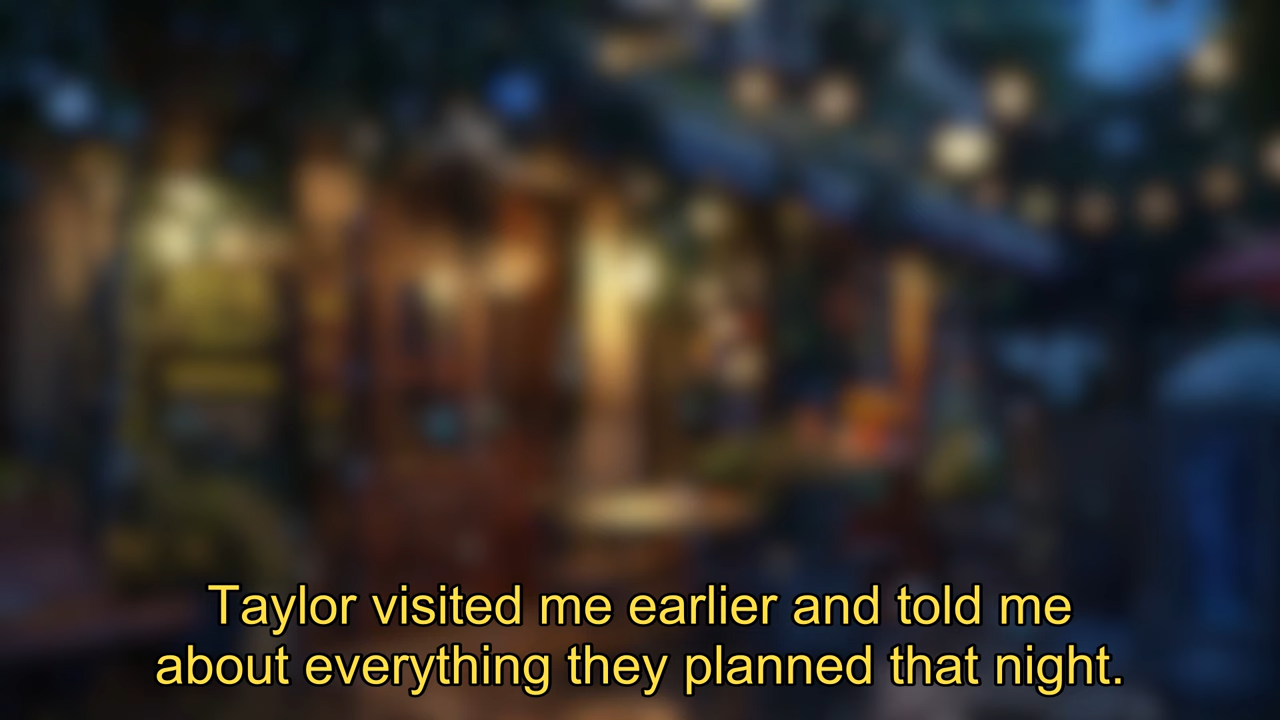 Taylor visited me earlier and told me
about everything they planned that night.